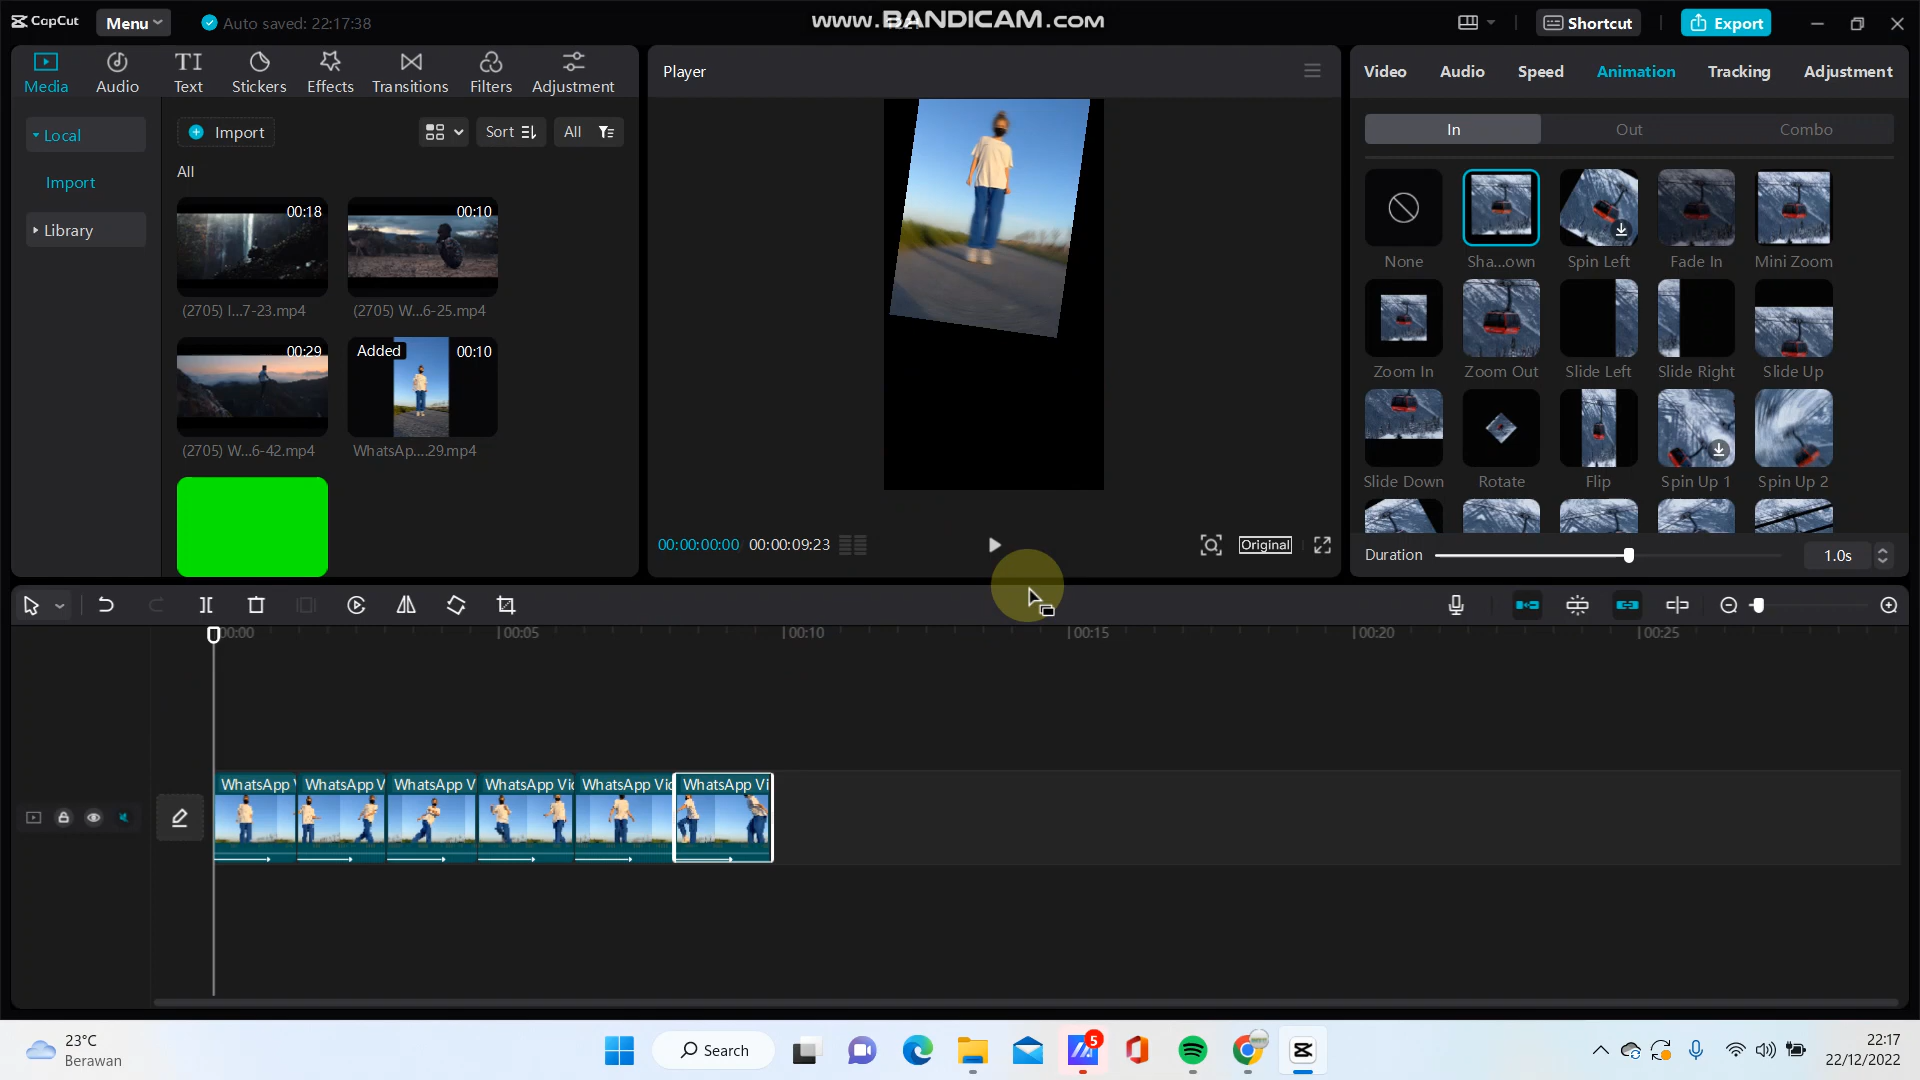 CapCut
Menu
Auto saved: 22:17:38
www.BANDICAM.com
Shortcut
Export
Media
Audio
Text
Stickers
Effects
Transitions
Filters
Adjustment
Local
Import
Library
Import
Sort
All
All
00:18
00:10
(2705) I...7-23.mp4
(2705) W...6-25.mp4
00:29
Added
00:10
(2705) W...6-42.mp4
WhatsAp....29.mp4
Player
00:00:00:00
00:00:09:23
Original
Video
Audio
Speed
Animation
Tracking
Adjustment
In
Out
Combo
None
Sha...own
Spin Left
Fade In
Mini Zoom
Zoom In
Zoom Out
Slide Left
Slide Right
Slide Up
Slide Down
Rotate
Flip
Spin Up 1
Spin Up 2
Duration
1.0s
00:00
00:05
00:10
00:15
00:20
00:25
WhatsApp V
WhatsApp V
WhatsApp V
WhatsApp Vid
WhatsApp Vid
WhatsApp Vi
23°C
Berawan
Search
5
22:17
22/12/2022